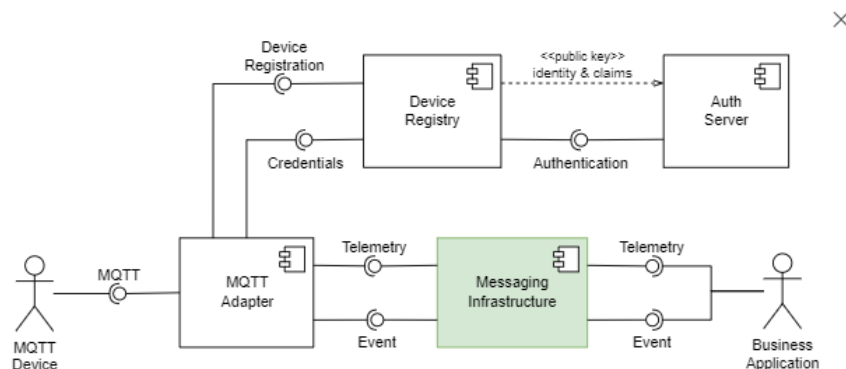 Device
Registration
Device
Registry
<<public key>>
identity & claims
Auth
Server
Credentials
Authentication
MQTT
MQTT
Device
MQTT
Adapter
Telemetry
Event
Messaging
Infrastructure
Telemetry
Event
Business
Application